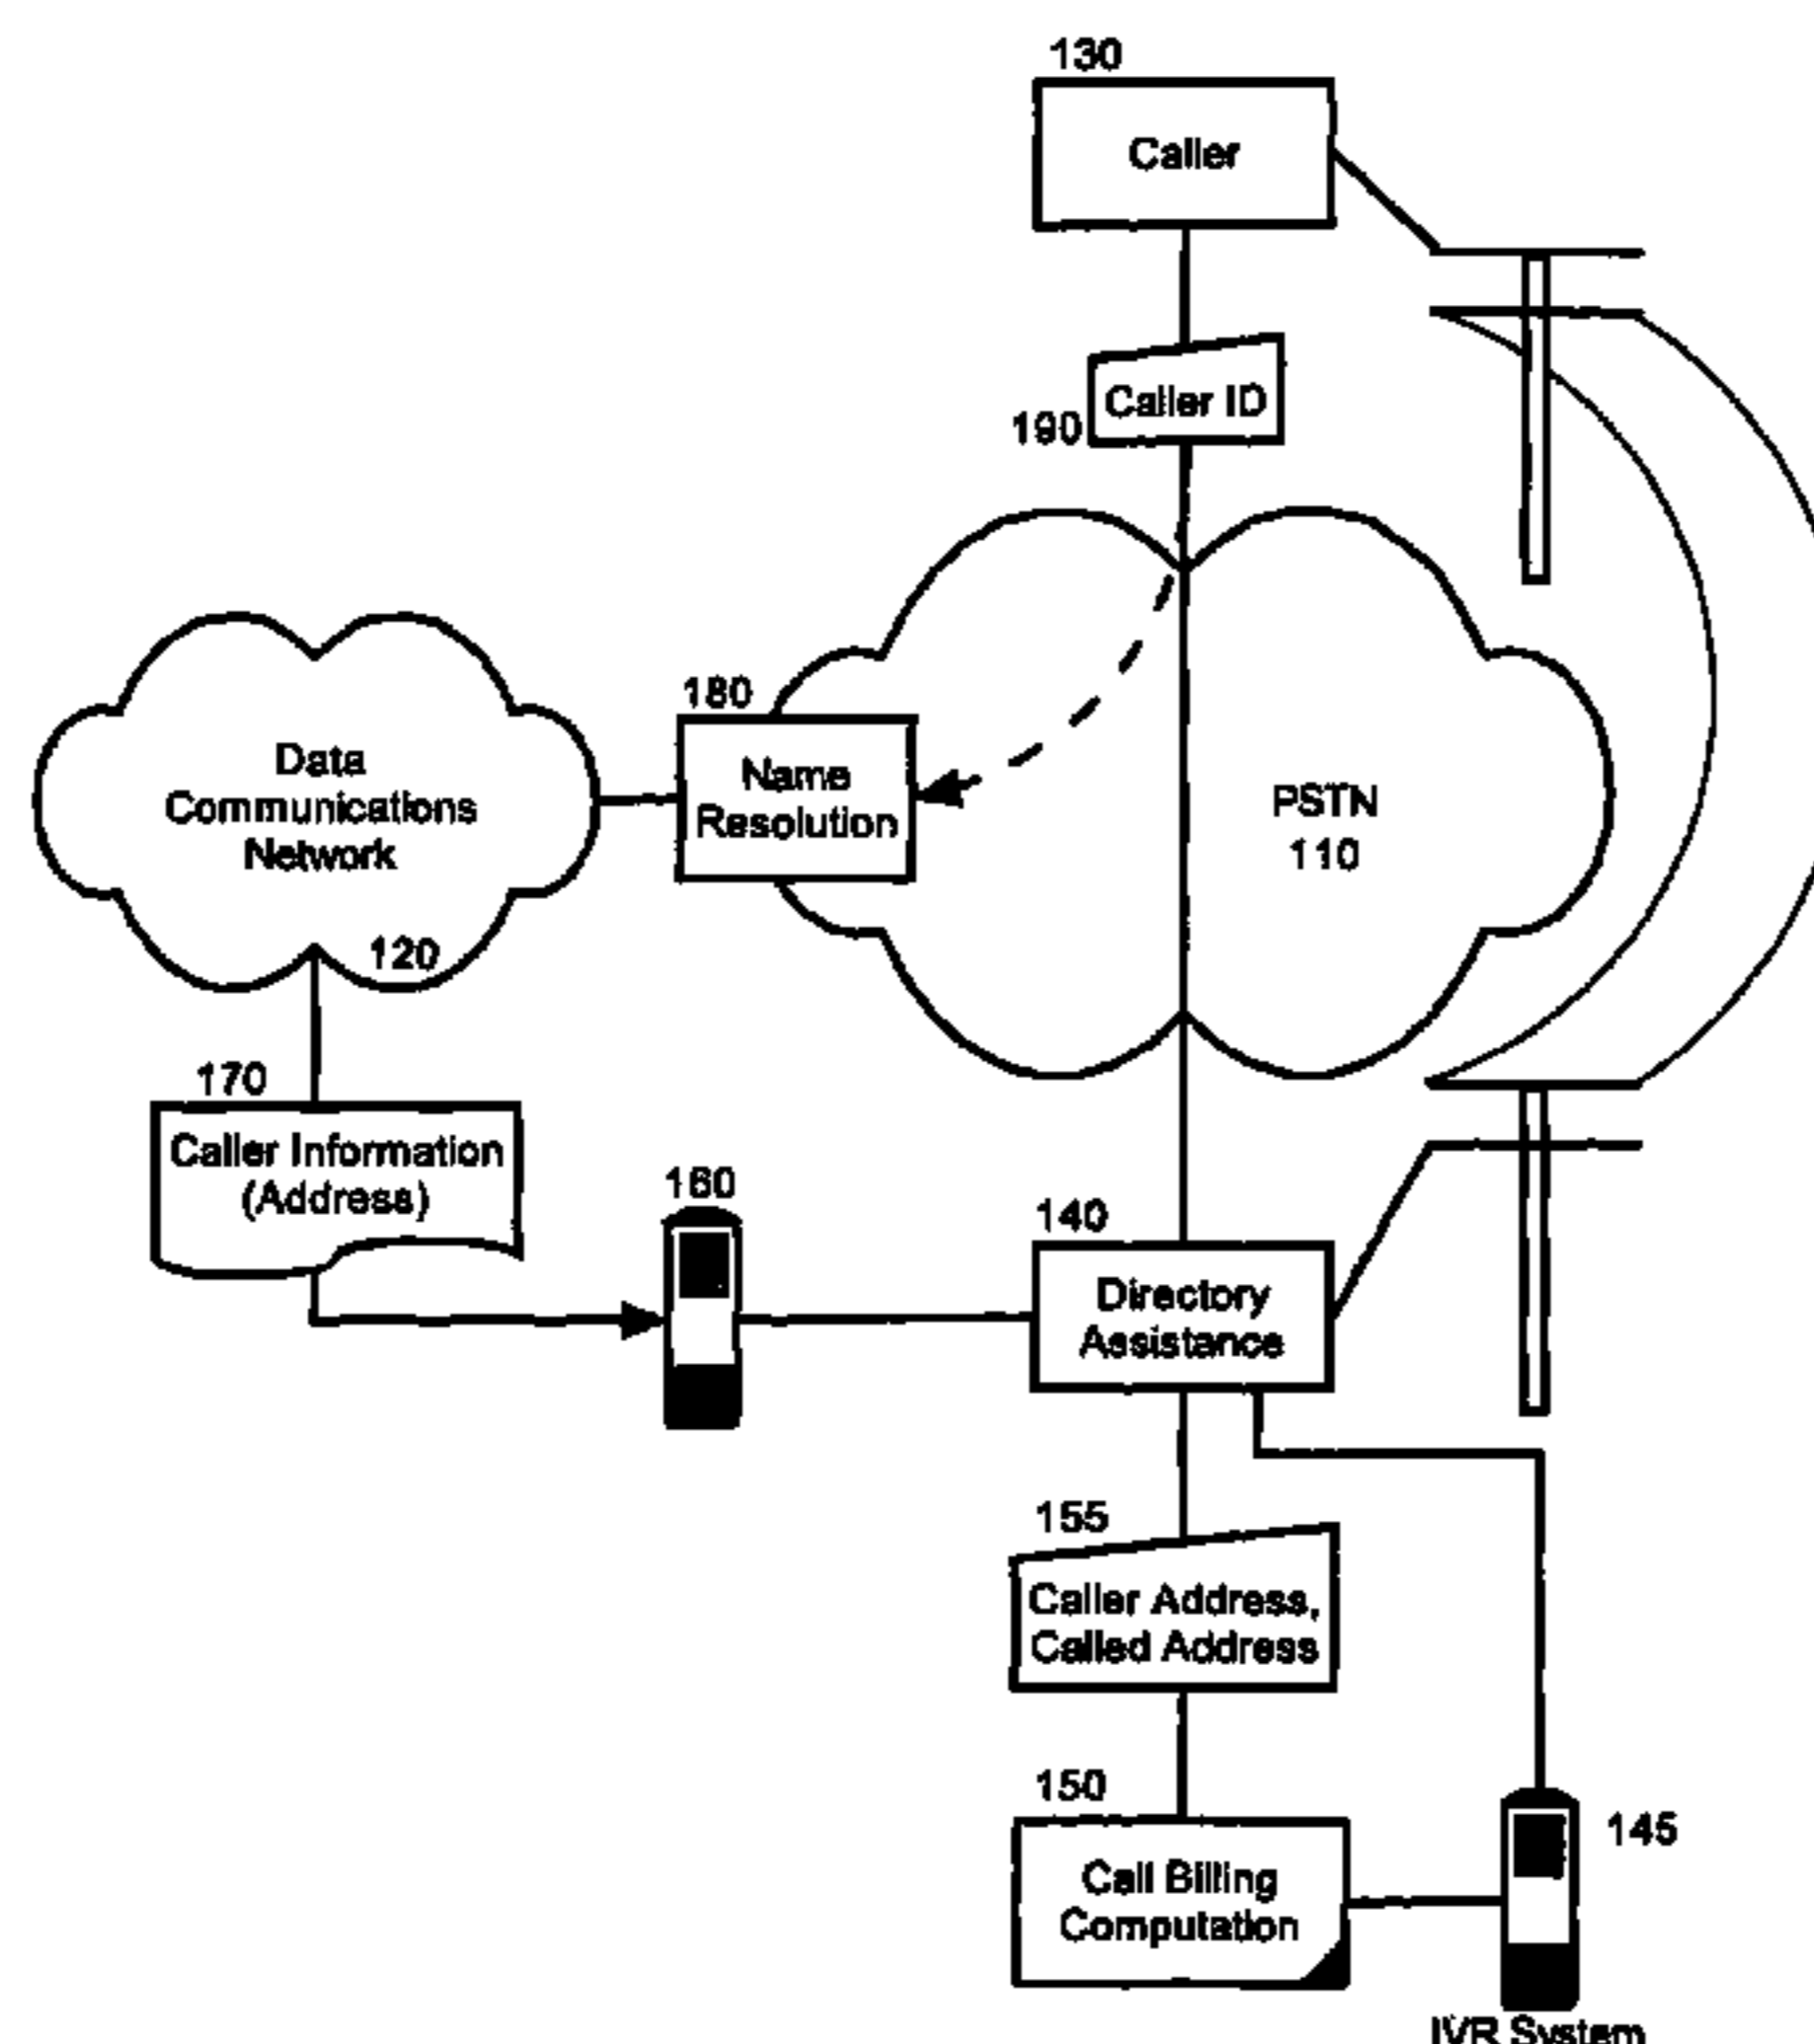 130
Caller
Caller ID
190
180
Name
Resolution
Data
Communications
Network
120
PSTN
110
170
Caller Information
(Address)
160
140
Directory
Assistance
155
Caller Address,
Called Address
150
Call Billing
Computation
145
IVR System